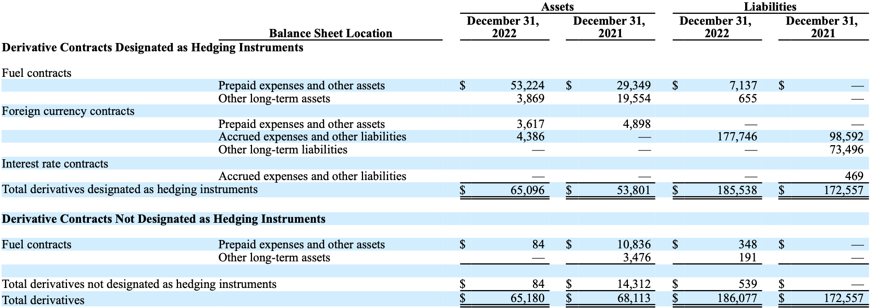 Assets Liabilities
December 31, December 31, December 31, December 31,
Balance Sheet Location 2022 2021 2022 2021
Derivative Contracts Designated as Hedging Instruments
Fuel contracts
Prepaid expenses and other assets $ 53,224 $ 29,349 $ 7,137 $ —
Other long-term assets 3,869 19,554 655 —
Foreign currency contracts
Prepaid expenses and other assets 3,617 4,898 — —
Accrued expenses and other liabilities 4,386 — 177,746 98,592
Other long-term liabilities — — — 73,496
Interest rate contracts
Accrued expenses and other liabilities — — — 469
Total derivatives designated as hedging instruments $ 65,096 $ 53,801 $ 185,538 $ 172,557
Derivative Contracts Not Designated as Hedging Instruments
Fuel contracts Prepaid expenses and other assets $ 84 $ 10,836 $ 348 $ —
Other long-term assets — 3,476 191 —
Total derivatives not designated as hedging instruments $ 84 $ 14,312 $ 539 $ —
Total derivatives $ 65,180 $ 68,113 $ 186,077 $ 172,557